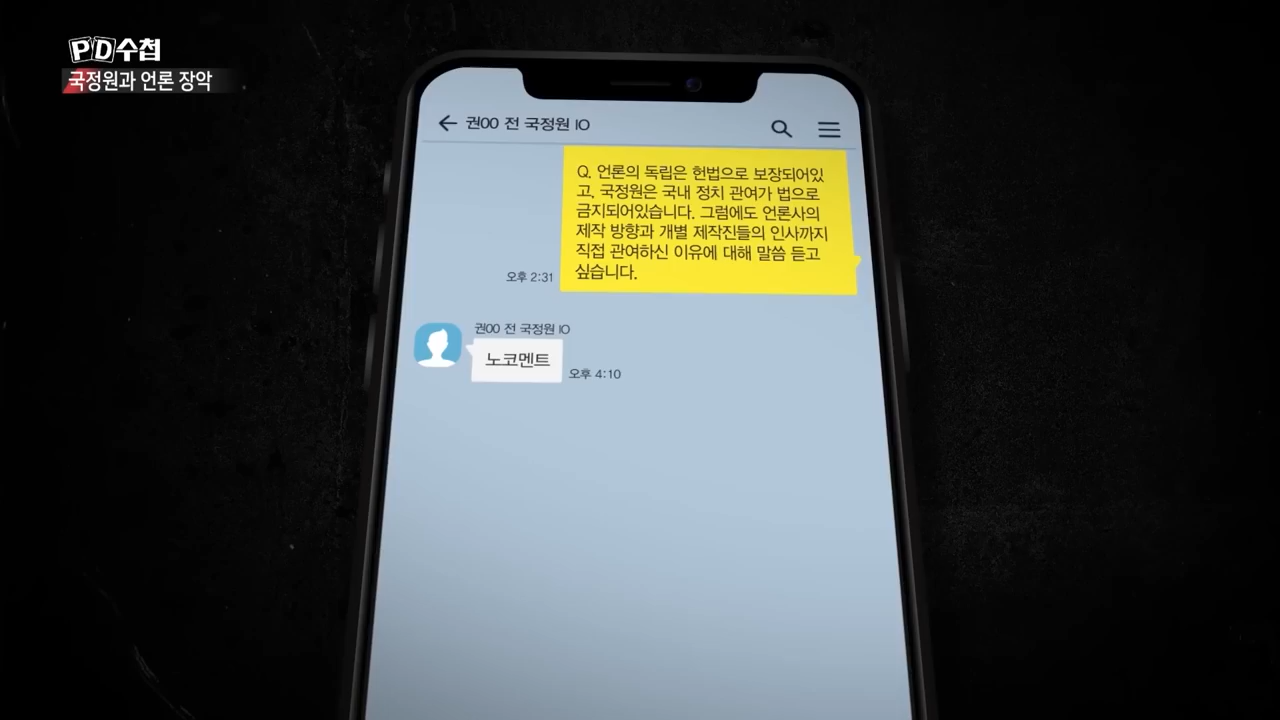 PD수첩
국정원과 언론 장악
권OO 전 국정원 IO
Q. 언론의 독립은 헌법으로 보장되어있
고, 국정원은 국내 정치 관여가 법으로
금지되어있습니다. 그럼에도 언론사의
제작 방향과 개별 제작진들의 인사까지
직접 관여하신 이유에 대해 말씀 듣고
싶습니다.
오후 2:31
권OO 전 국정원 IO
노코멘트
오후 4:10